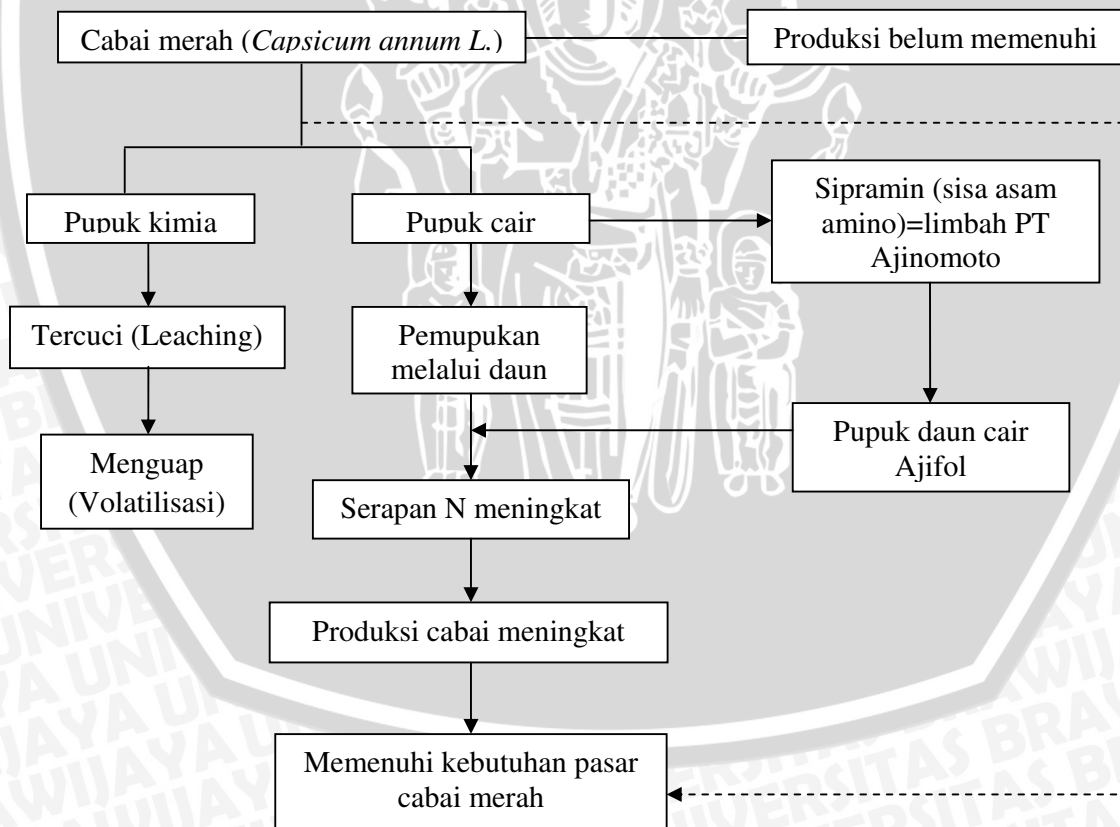 Cabai merah (Capsicum annum L.)
Produksi belum memenuhi
Pupuk kimia
Pupuk cair
Sipramin (sisa asam
amino)=limbah PT
Ajinomoto
Tercuci (Leaching)
Pemupukan
melalui daun
Menguap
(Volatilisasi)
Pupuk daun cair
Ajifol
Serapan N meningkat
Produksi cabai meningkat
Memenuhi kebutuhan pasar
cabai merah